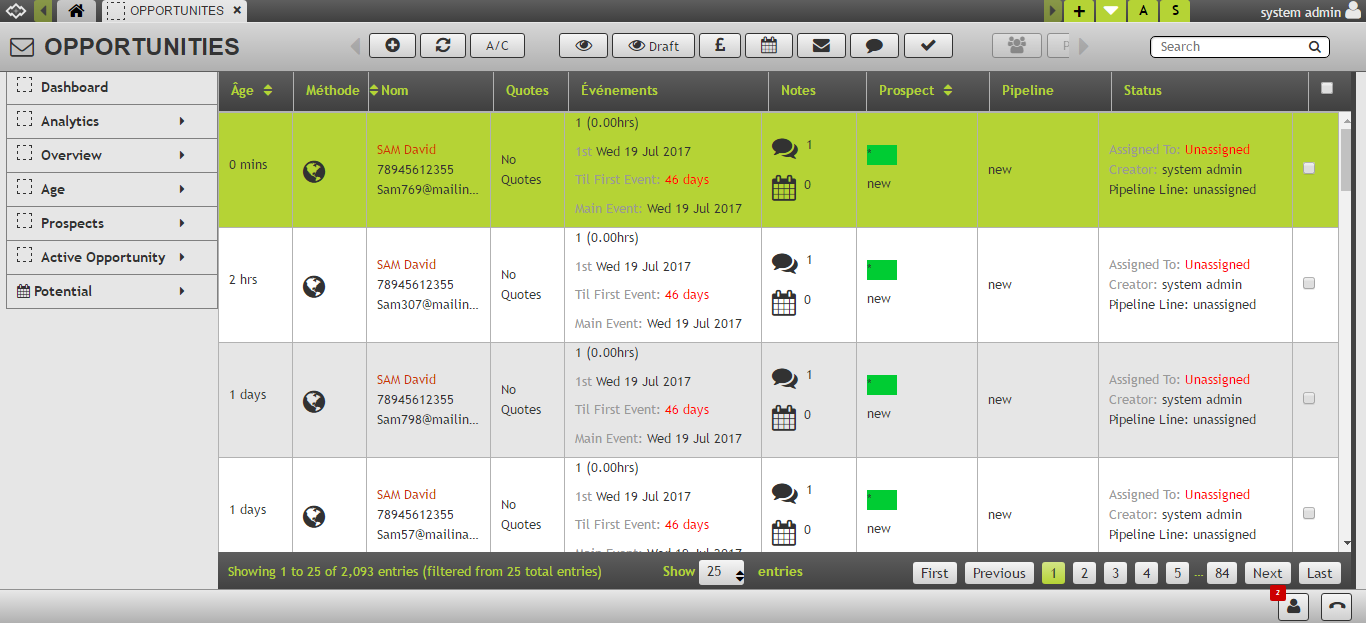 OPPORTUNITES ×
+ A S
system admin
OPPORTUNITIES
A/C
Draft
£
P
Search
Dashboard
Analytics
Overview
Age
Prospects
Active Opportunity
Potential
Âge Méthode Nom Quotes Événements Notes Prospect Pipeline Status
0 mins
SAM David
78945612355
Sam769@mailin...
No
Quotes
1 (0.00hrs)
1st Wed 19 Jul 2017
Til First Event: 46 days
Main Event: Wed 19 Jul 2017
1
0
*
new
new
Assigned To: Unassigned
Creator: system admin
Pipeline Line: unassigned
2 hrs
SAM David
78945612355
Sam307@mailin...
No
Quotes
1 (0.00hrs)
1st Wed 19 Jul 2017
Til First Event: 46 days
Main Event: Wed 19 Jul 2017
1
0
*
new
new
Assigned To: Unassigned
Creator: system admin
Pipeline Line: unassigned
1 days
SAM David
78945612355
Sam798@mailin...
No
Quotes
1 (0.00hrs)
1st Wed 19 Jul 2017
Til First Event: 46 days
Main Event: Wed 19 Jul 2017
1
0
*
new
new
Assigned To: Unassigned
Creator: system admin
Pipeline Line: unassigned
1 days
SAM David
78945612355
Sam57@mailina...
No
Quotes
1 (0.00hrs)
1st Wed 19 Jul 2017
Til First Event: 46 days
Main Event: Wed 19 Jul 2017
1
0
*
new
new
Assigned To: Unassigned
Creator: system admin
Pipeline Line: unassigned
Showing 1 to 25 of 2,093 entries (filtered from 25 total entries)
Show 25 entries
First Previous 1 2 3 4 5 ... 84 Next Last
2